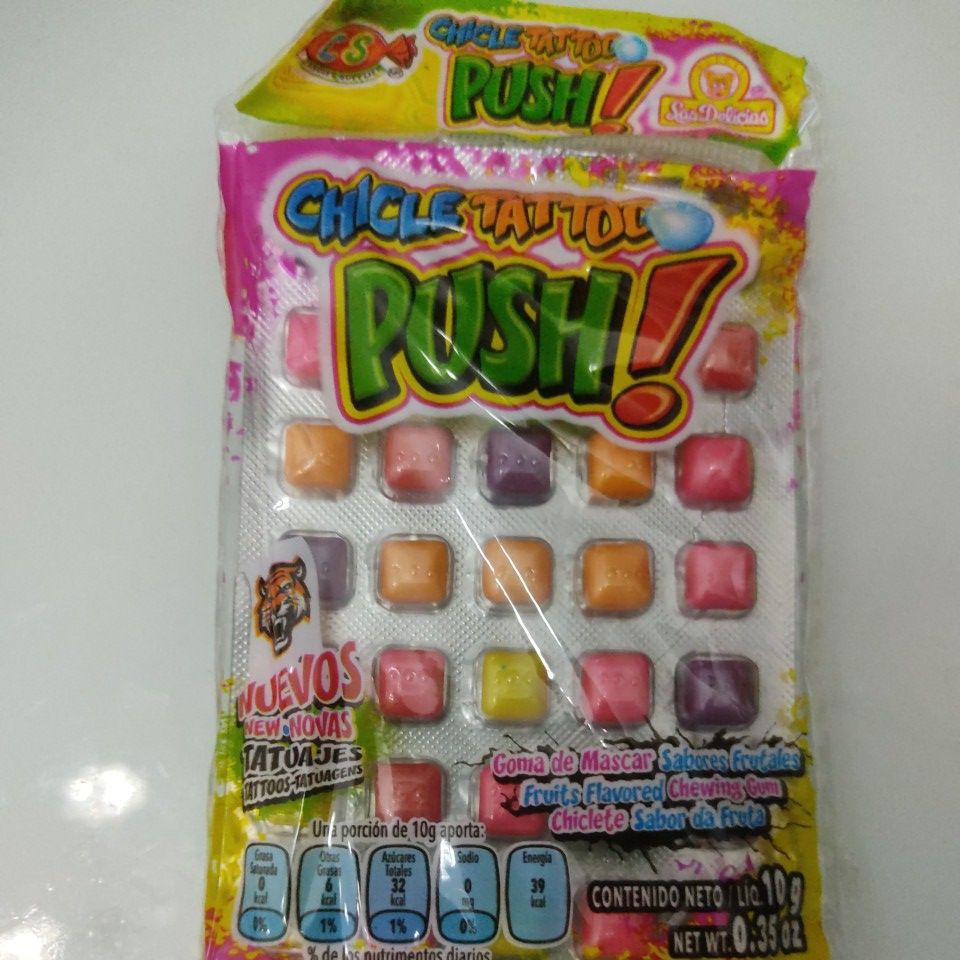 CS
CHICLE TATTOO
PUSH!
Las Delicias
CHICLE TATTOO
PUSH!
NUEVOS
NEW·NOVAS
TATUAJES
TATTOOS-TATUAGENS
Goma de Mascar Sabores Frutales
Fruits Flavored Chewing Gum
Chiclete Sabor da Fruta
Una porción de 10g aporta:
Grasa Saturada 0 kcal 0%
Otras Grasas 6 kcal 1%
Azúcares Totales 32 kcal 1%
Sodio 0 mg 0%
Energía 39 kcal
% de los nutrimentos diarios
CONTENIDO NETO / LIQ. 10 g
NET WT. 0.35 oz